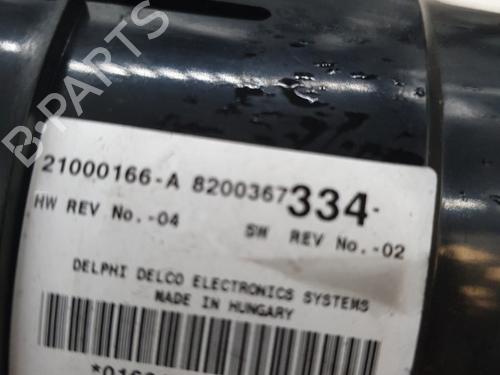 B-PARTS
21000166-A 8200367334-
HW REV No.-04 SW REV No.-02
DELPHI DELCO ELECTRONICS SYSTEMS
MADE IN HUNGARY